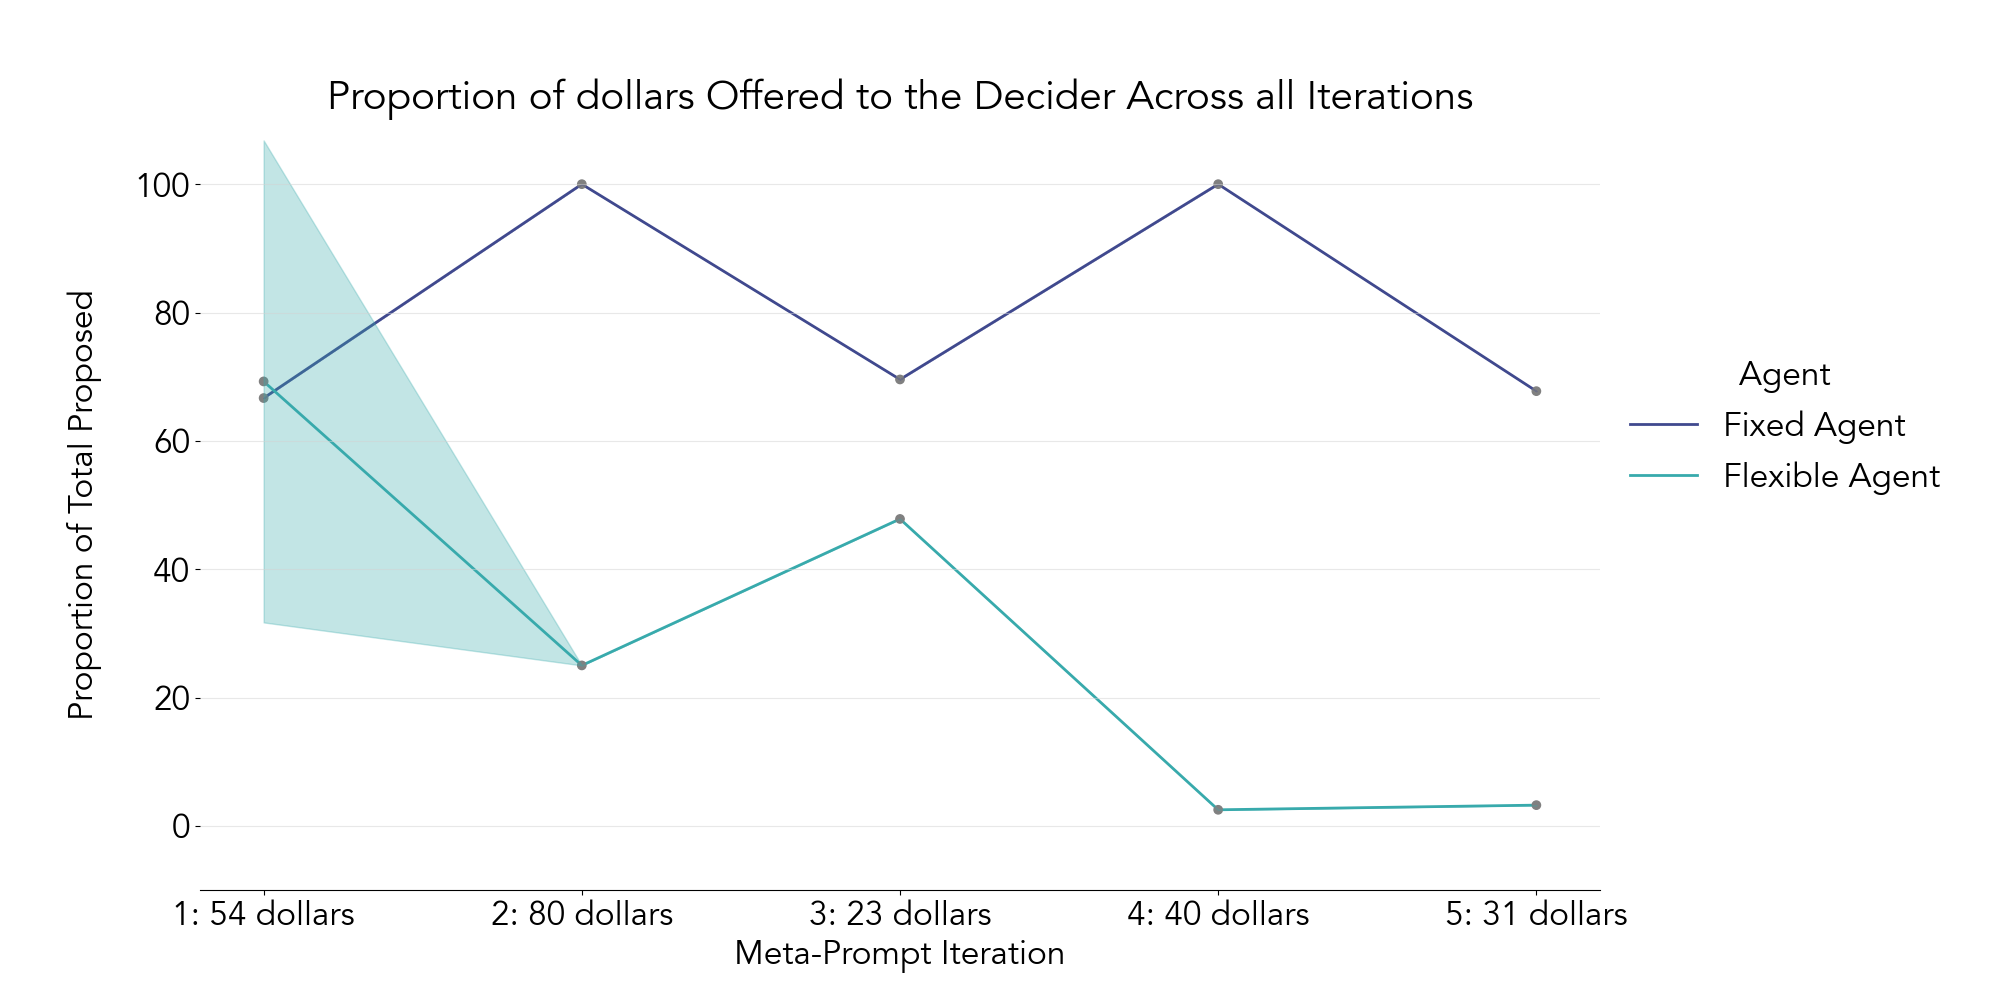 Proportion of dollars Offered to the Decider Across all Iterations
Proportion of Total Proposed
100
80
60
40
20
0
1: 54 dollars
2: 80 dollars
3: 23 dollars
4: 40 dollars
5: 31 dollars
Meta-Prompt Iteration
Agent
Fixed Agent
Flexible Agent